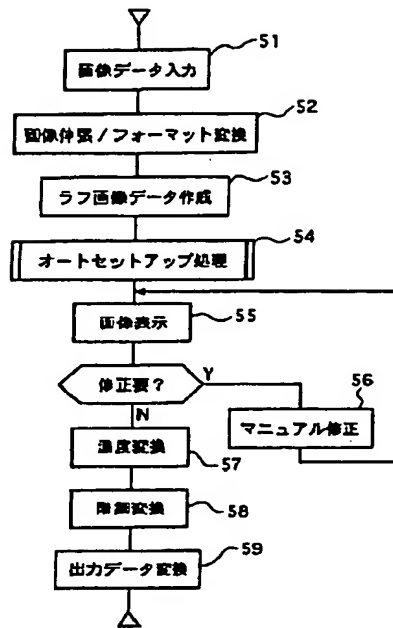 51
画像データ入力
52
画像伸張/フォーマット変換
53
ラフ画像データ作成
54
オートセットアップ処理
55
画像表示
修正要?
Y
56
マニュアル修正
N
濃度変換
57
階調変換
58
出力データ変換
59